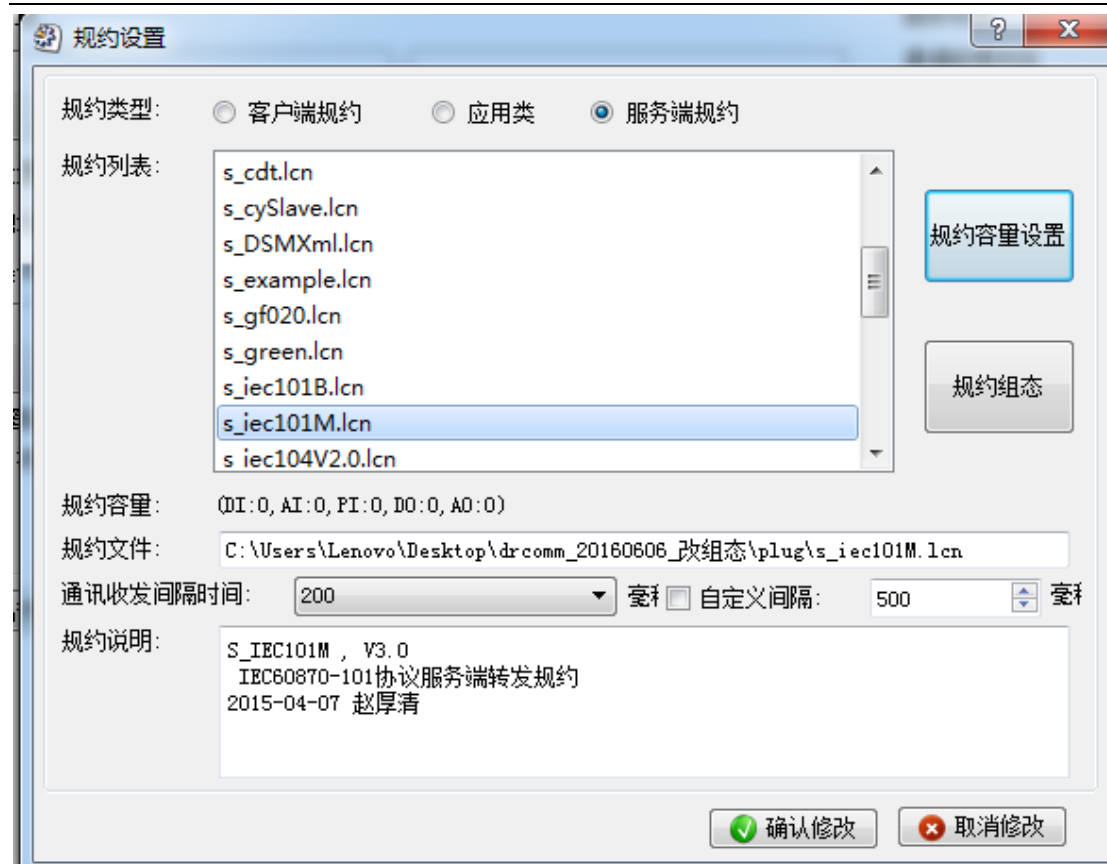 规约设置
规约类型: 客户端规约 应用类 服务端规约
规约列表:
s_cdt.lcn
s_cySlave.lcn
s_DSMXml.lcn
s_example.lcn
s_gf020.lcn
s_green.lcn
s_iec101B.lcn
s_iec101M.lcn
s_iec104V2.0.lcn
规约容里设置
规约组态
规约容里: (DI:0,AI:0,PI:0,DO:0,AO:0)
规约文件: C:\Users\Lenovo\Desktop\drcomm_20160606_改组态\plug\s_iec101M.lcn
通讯收发间隔时间: 200 毫 自定义间隔: 500 毫
规约说明:
S_IEC101M , V3.0
IEC60870-101协议服务端转发规约
2015-04-07 赵厚清
确认修改 取消修改